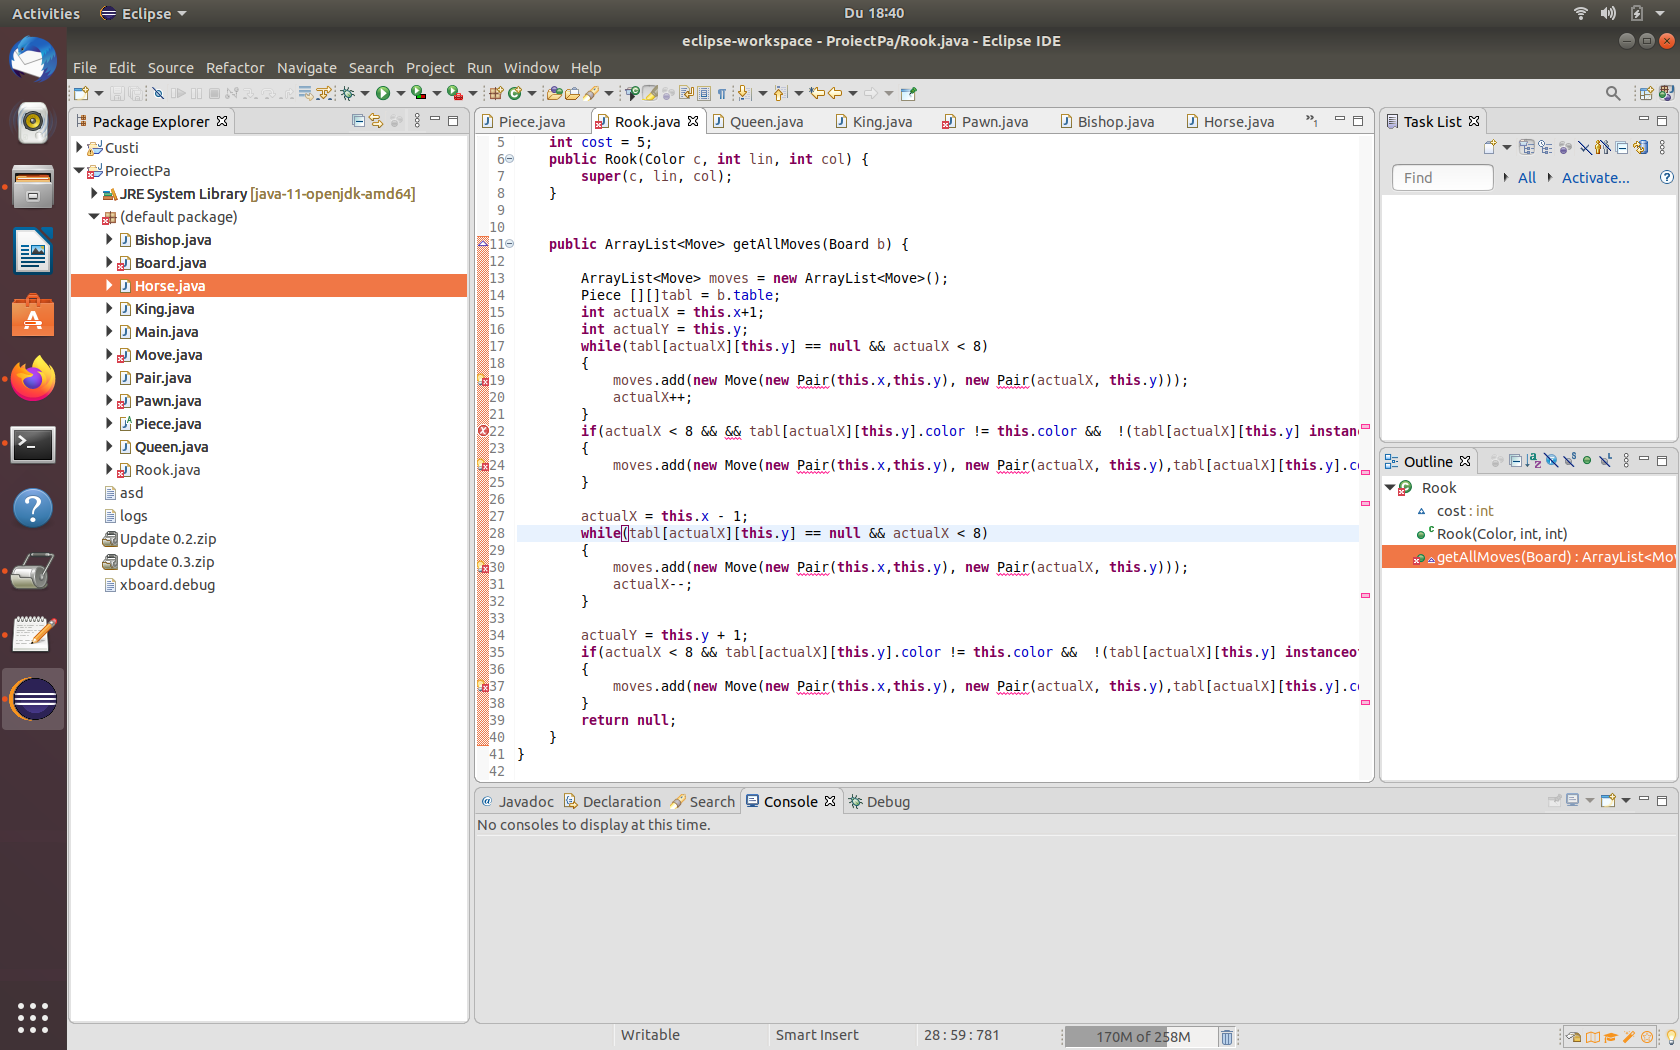 Activities
Eclipse
Du 18:40
eclipse-workspace - ProiectPa/Rook.java - Eclipse IDE
File Edit Source Refactor Navigate Search Project Run Window Help
Package Explorer
Custi
ProiectPa
JRE System Library [java-11-openjdk-amd64]
(default package)
Bishop.java
Board.java
Horse.java
King.java
Main.java
Move.java
Pair.java
Pawn.java
Piece.java
Queen.java
Rook.java
asd
logs
Update 0.2.zip
update 0.3.zip
xboard.debug
Piece.java Rook.java Queen.java King.java Pawn.java Bishop.java Horse.java »1
5 int cost = 5;
6 public Rook(Color c, int lin, int col) {
7 super(c, lin, col);
8 }
9
10
11 public ArrayList<Move> getAllMoves(Board b) {
12
13 ArrayList<Move> moves = new ArrayList<Move>();
14 Piece [][]tabl = b.table;
15 int actualX = this.x+1;
16 int actualY = this.y;
17 while(tabl[actualX][this.y] == null && actualX < 8)
18 {
19 moves.add(new Move(new Pair(this.x,this.y), new Pair(actualX, this.y)));
20 actualX++;
21 }
22 if(actualX < 8 && && tabl[actualX][this.y].color != this.color &&  !(tabl[actualX][this.y] instan
23 {
24 moves.add(new Move(new Pair(this.x,this.y), new Pair(actualX, this.y),tabl[actualX][this.y].c
25 }
26
27 actualX = this.x - 1;
28 while(tabl[actualX][this.y] == null && actualX < 8)
29 {
30 moves.add(new Move(new Pair(this.x,this.y), new Pair(actualX, this.y)));
31 actualX--;
32 }
33
34 actualY = this.y + 1;
35 if(actualX < 8 && tabl[actualX][this.y].color != this.color &&  !(tabl[actualX][this.y] instanceo
36 {
37 moves.add(new Move(new Pair(this.x,this.y), new Pair(actualX, this.y),tabl[actualX][this.y].c
38 }
39 return null;
40 }
41 }
42
Task List
Find All Activate...
Outline
Rook
cost : int
Rook(Color, int, int)
getAllMoves(Board) : ArrayList<Mo
@ Javadoc Declaration Search Console Debug
No consoles to display at this time.
Writable Smart Insert 28 : 59 : 781 170M of 258M